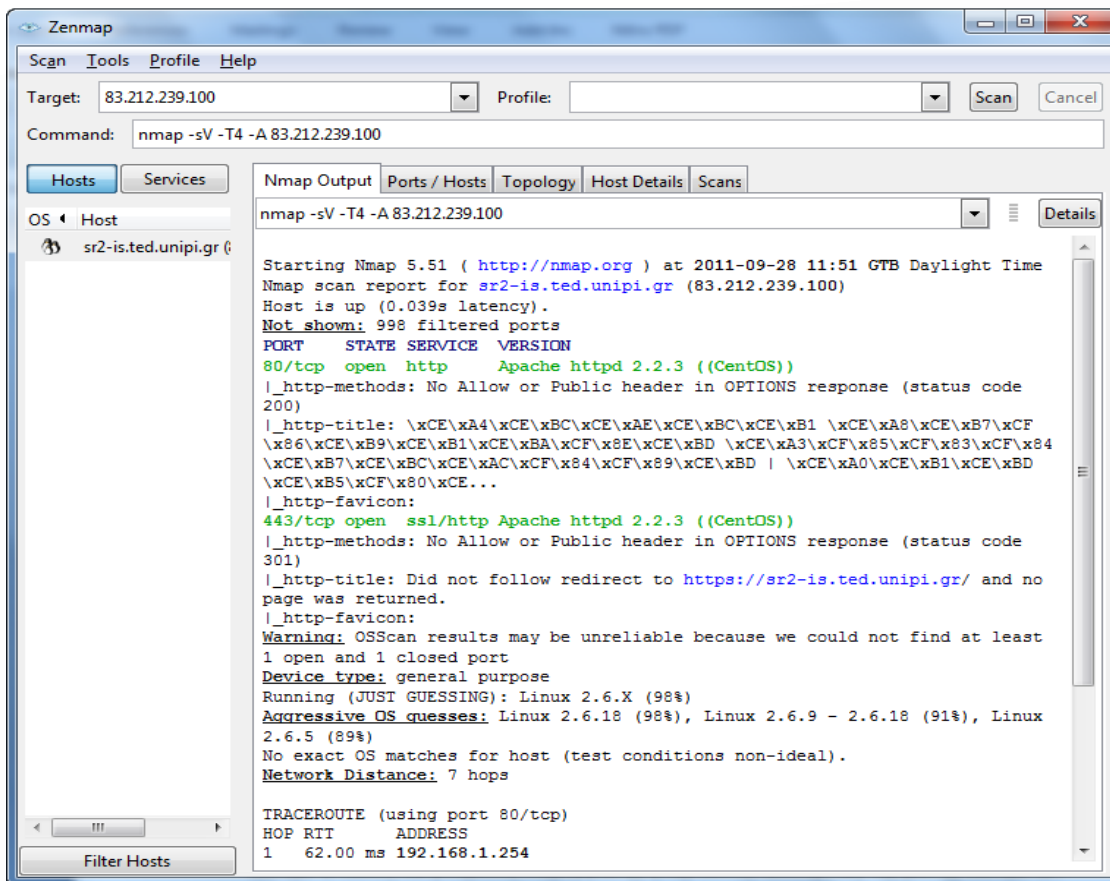 Zenmap
Scan Tools Profile Help
Target: 83.212.239.100 Profile: Scan Cancel
Command: nmap -sV -T4 -A 83.212.239.100
Hosts Services
OS Host
sr2-is.ted.unipi.gr (
Filter Hosts
Nmap Output Ports / Hosts Topology Host Details Scans
nmap -sV -T4 -A 83.212.239.100 Details
Starting Nmap 5.51 ( http://nmap.org ) at 2011-09-28 11:51 GTB Daylight Time
Nmap scan report for sr2-is.ted.unipi.gr (83.212.239.100)
Host is up (0.039s latency).
Not shown: 998 filtered ports
PORT STATE SERVICE VERSION
80/tcp open http Apache httpd 2.2.3 ((CentOS))
|_http-methods: No Allow or Public header in OPTIONS response (status code
200)
|_http-title: \xCE\xA4\xCE\xBC\xCE\xAE\xCE\xBC\xCE\xB1 \xCE\xA8\xCE\xB7\xCF
\x86\xCE\xB9\xCE\xB1\xCE\xBA\xCF\x8E\xCE\xBD \xCE\xA3\xCF\x85\xCF\x83\xCF\x84
\xCE\xB7\xCE\xBC\xCE\xAC\xCF\x84\xCF\x89\xCE\xBD | \xCE\xA0\xCE\xB1\xCE\xBD
\xCE\xB5\xCF\x80\xCE...
|_http-favicon:
443/tcp open ssl/http Apache httpd 2.2.3 ((CentOS))
|_http-methods: No Allow or Public header in OPTIONS response (status code
301)
|_http-title: Did not follow redirect to https://sr2-is.ted.unipi.gr/ and no
page was returned.
|_http-favicon:
Warning: OSScan results may be unreliable because we could not find at least
1 open and 1 closed port
Device type: general purpose
Running (JUST GUESSING): Linux 2.6.X (98%)
Aggressive OS guesses: Linux 2.6.18 (98%), Linux 2.6.9 - 2.6.18 (91%), Linux
2.6.5 (89%)
No exact OS matches for host (test conditions non-ideal).
Network Distance: 7 hops
TRACEROUTE (using port 80/tcp)
HOP RTT ADDRESS
1 62.00 ms 192.168.1.254